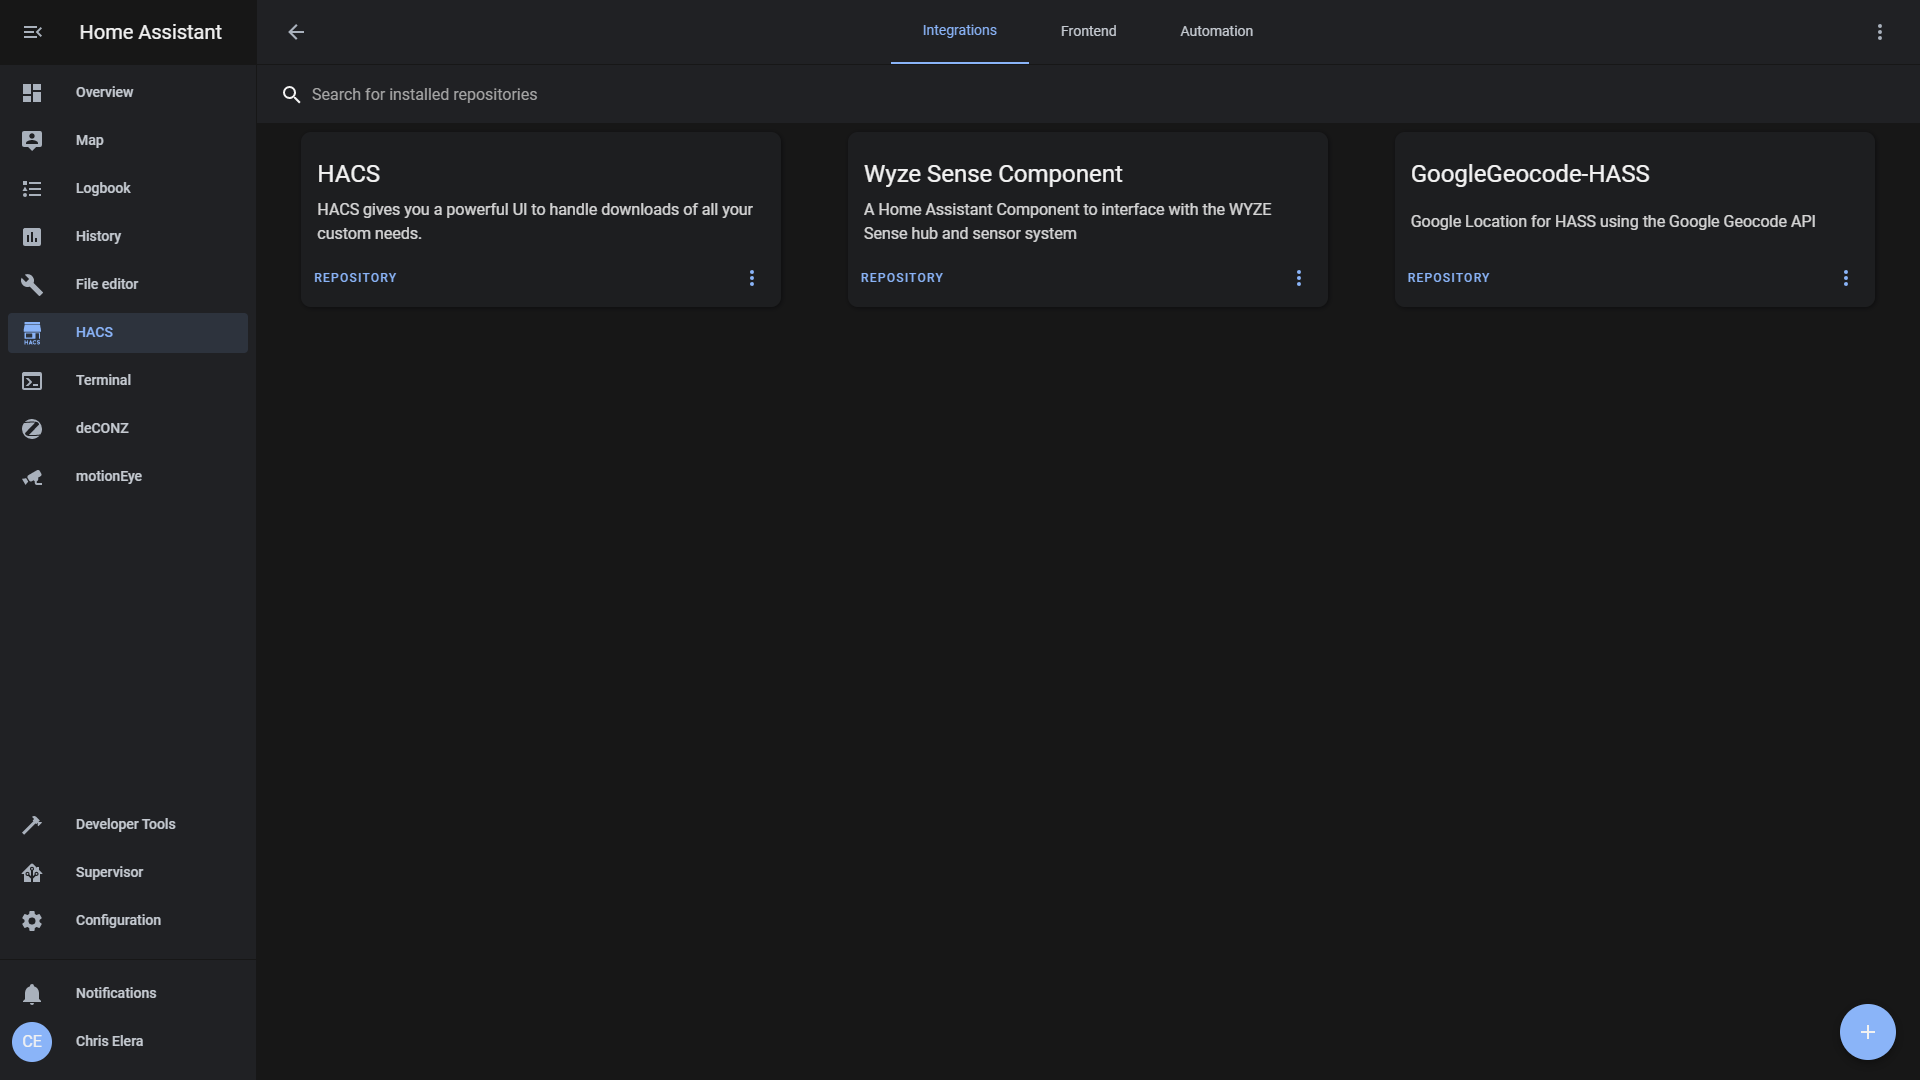 Home Assistant
Integrations
Frontend
Automation
Overview
Map
Logbook
History
File editor
HACS
HACS
Terminal
deCONZ
motionEye
Developer Tools
Supervisor
Configuration
Notifications
CE
Chris Elera
Search for installed repositories
HACS
HACS gives you a powerful UI to handle downloads of all your
custom needs.
REPOSITORY
Wyze Sense Component
A Home Assistant Component to interface with the WYZE
Sense hub and sensor system
REPOSITORY
GoogleGeocode-HASS
Google Location for HASS using the Google Geocode API
REPOSITORY